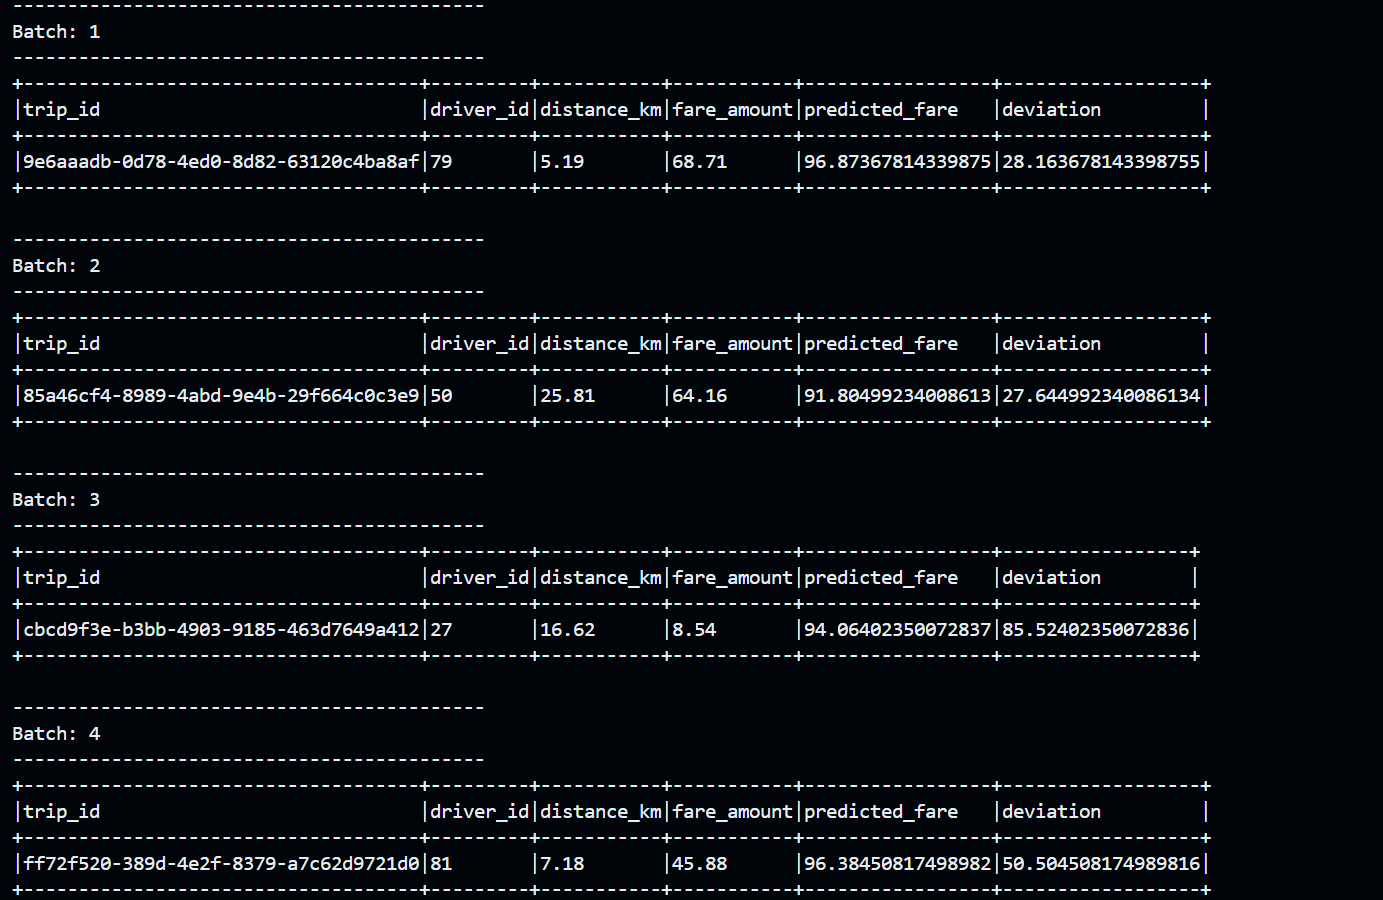 -------------------------------------------
Batch: 1
-------------------------------------------
+------------------------------------+---------+-----------+-----------+-----------------+------------------+
|trip_id                             |driver_id|distance_km|fare_amount|predicted_fare   |deviation         |
+------------------------------------+---------+-----------+-----------+-----------------+------------------+
|9e6aaadb-0d78-4ed0-8d82-63120c4ba8af|79       |5.19       |68.71      |96.87367814339875|28.163678143398755|
+------------------------------------+---------+-----------+-----------+-----------------+------------------+

-------------------------------------------
Batch: 2
-------------------------------------------
+------------------------------------+---------+-----------+-----------+-----------------+------------------+
|trip_id                             |driver_id|distance_km|fare_amount|predicted_fare   |deviation         |
+------------------------------------+---------+-----------+-----------+-----------------+------------------+
|85a46cf4-8989-4abd-9e4b-29f664c0c3e9|50       |25.81      |64.16      |91.80499234008613|27.644992340086134|
+------------------------------------+---------+-----------+-----------+-----------------+------------------+

-------------------------------------------
Batch: 3
-------------------------------------------
+------------------------------------+---------+-----------+-----------+-----------------+-----------------+
|trip_id                             |driver_id|distance_km|fare_amount|predicted_fare   |deviation        |
+------------------------------------+---------+-----------+-----------+-----------------+-----------------+
|cbcd9f3e-b3bb-4903-9185-463d7649a412|27       |16.62      |8.54       |94.06402350072837|85.52402350072836|
+------------------------------------+---------+-----------+-----------+-----------------+-----------------+

-------------------------------------------
Batch: 4
-------------------------------------------
+------------------------------------+---------+-----------+-----------+-----------------+------------------+
|trip_id                             |driver_id|distance_km|fare_amount|predicted_fare   |deviation         |
+------------------------------------+---------+-----------+-----------+-----------------+------------------+
|ff72f520-389d-4e2f-8379-a7c62d9721d0|81       |7.18       |45.88      |96.38450817498982|50.504508174989816|
+------------------------------------+---------+-----------+-----------+-----------------+------------------+